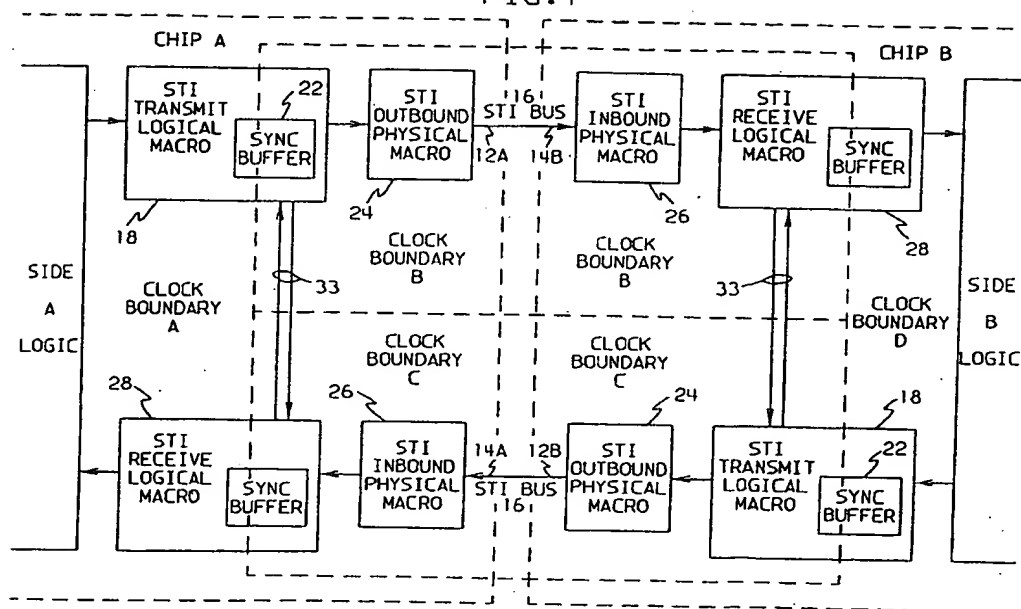 FIG.1
CHIP A
CHIP B
STI
TRANSMIT
LOGICAL
MACRO
22
SYNC
BUFFER
18
STI
OUTBOUND
PHYSICAL
MACRO
24
16
STI BUS
12A
14B
STI
INBOUND
PHYSICAL
MACRO
26
STI
RECEIVE
LOGICAL
MACRO
SYNC
BUFFER
28
SIDE
A
LOGIC
CLOCK
BOUNDARY
A
33
CLOCK
BOUNDARY
B
CLOCK
BOUNDARY
B
33
CLOCK
BOUNDARY
D
SIDE
B
LOGIC
CLOCK
BOUNDARY
C
CLOCK
BOUNDARY
C
28
STI
RECEIVE
LOGICAL
MACRO
SYNC
BUFFER
26
STI
INBOUND
PHYSICAL
MACRO
14A
12B
STI BUS
16
24
STI
OUTBOUND
PHYSICAL
MACRO
18
STI
TRANSMIT
LOGICAL
MACRO
22
SYNC
BUFFER